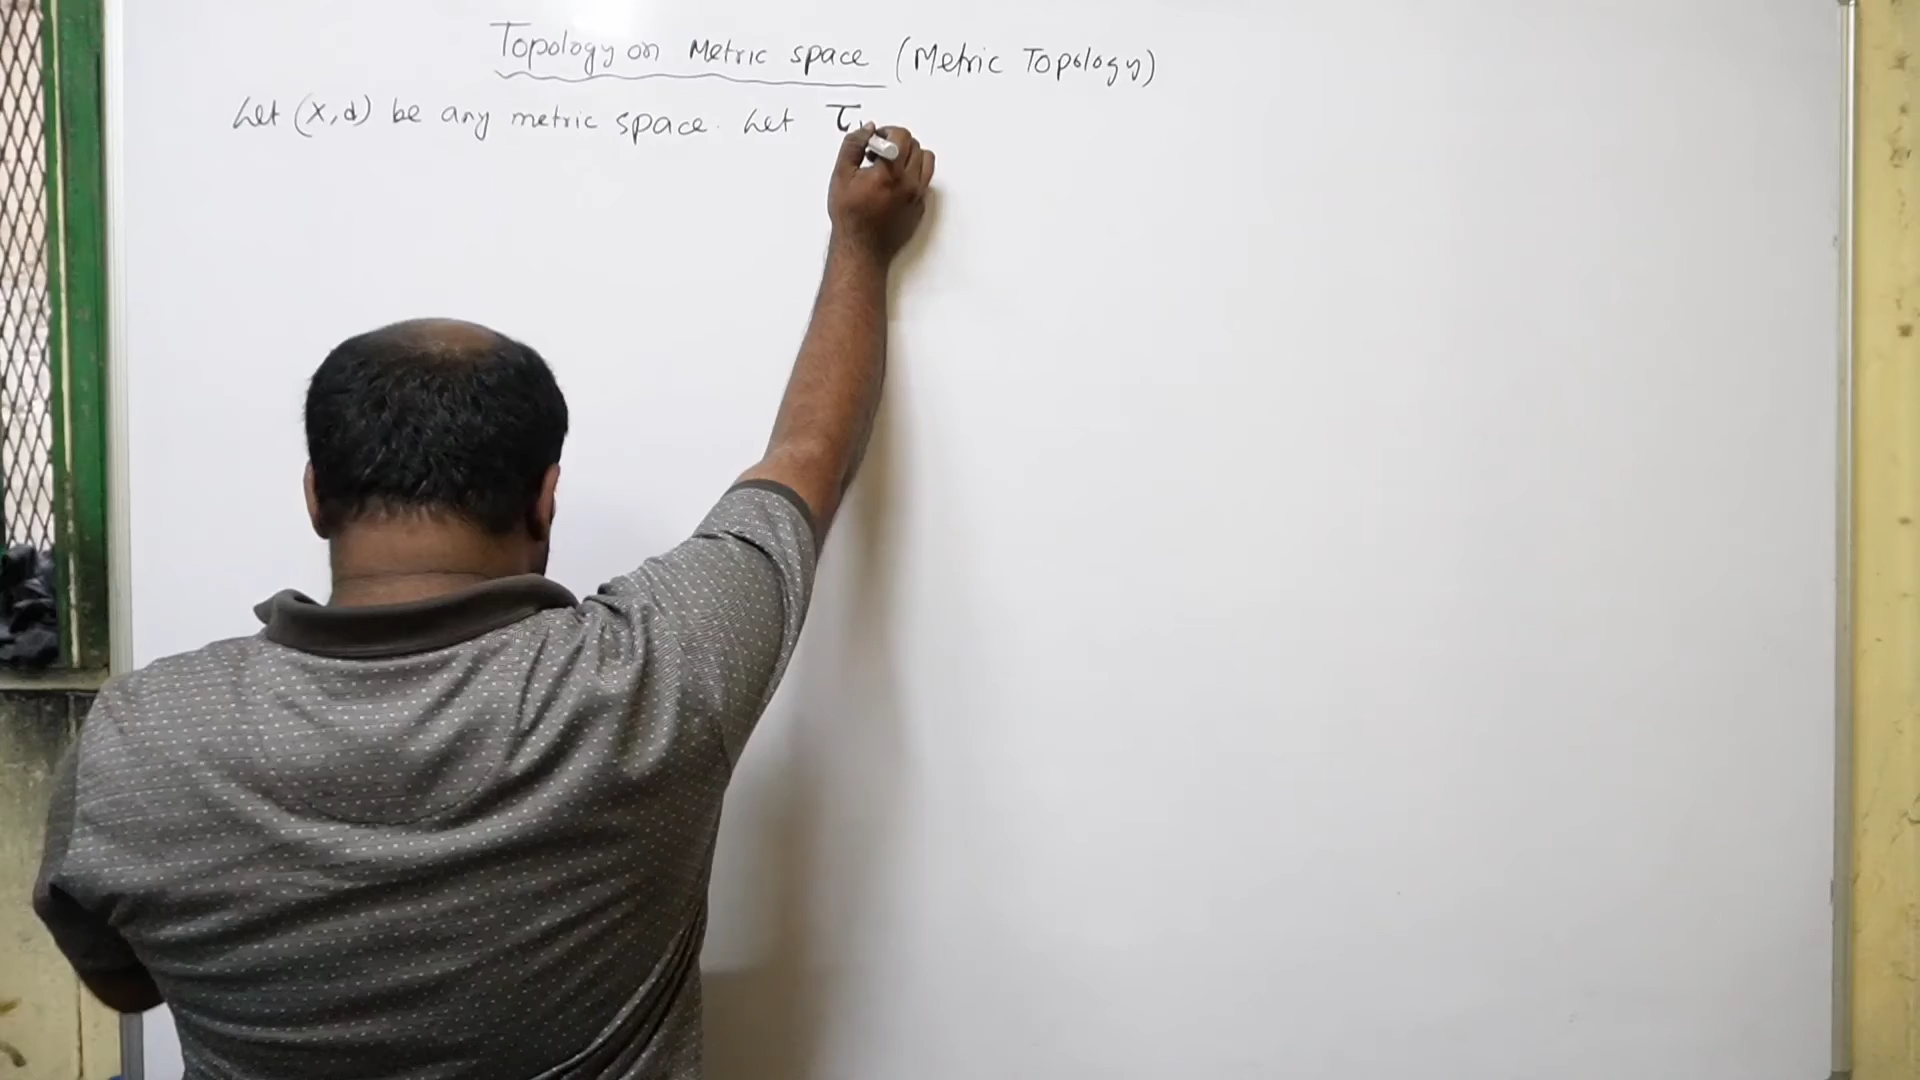 Topology on Metric space (Metric Topology)
Let (X,d) be any metric space. Let τ